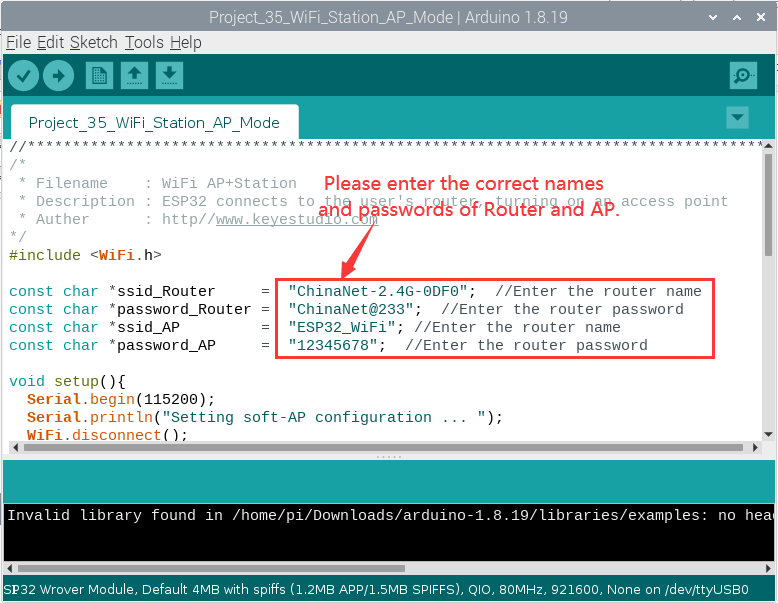 Project_35_WiFi_Station_AP_Mode | Arduino 1.8.19
File Edit Sketch Tools Help
Project_35_WiFi_Station_AP_Mode
//**********************************************************************************
/*
 * Filename    : WiFi AP+Station
 * Description : ESP32 connects to the user's router, turning on an access point
 * Auther      : http//www.keyestudio.com
*/
Please enter the correct names
and passwords of Router and AP.
#include <WiFi.h>
const char *ssid_Router     = "ChinaNet-2.4G-0DF0";  //Enter the router name
const char *password_Router = "ChinaNet@233";  //Enter the router password
const char *ssid_AP         = "ESP32_WiFi"; //Enter the router name
const char *password_AP     = "12345678";  //Enter the router password
void setup(){
  Serial.begin(115200);
  Serial.println("Setting soft-AP configuration ... ");
  WiFi.disconnect();
Invalid library found in /home/pi/Downloads/arduino-1.8.19/libraries/examples: no hea
SP32 Wrover Module, Default 4MB with spiffs (1.2MB APP/1.5MB SPIFFS), QIO, 80MHz, 921600, None on /dev/ttyUSB0